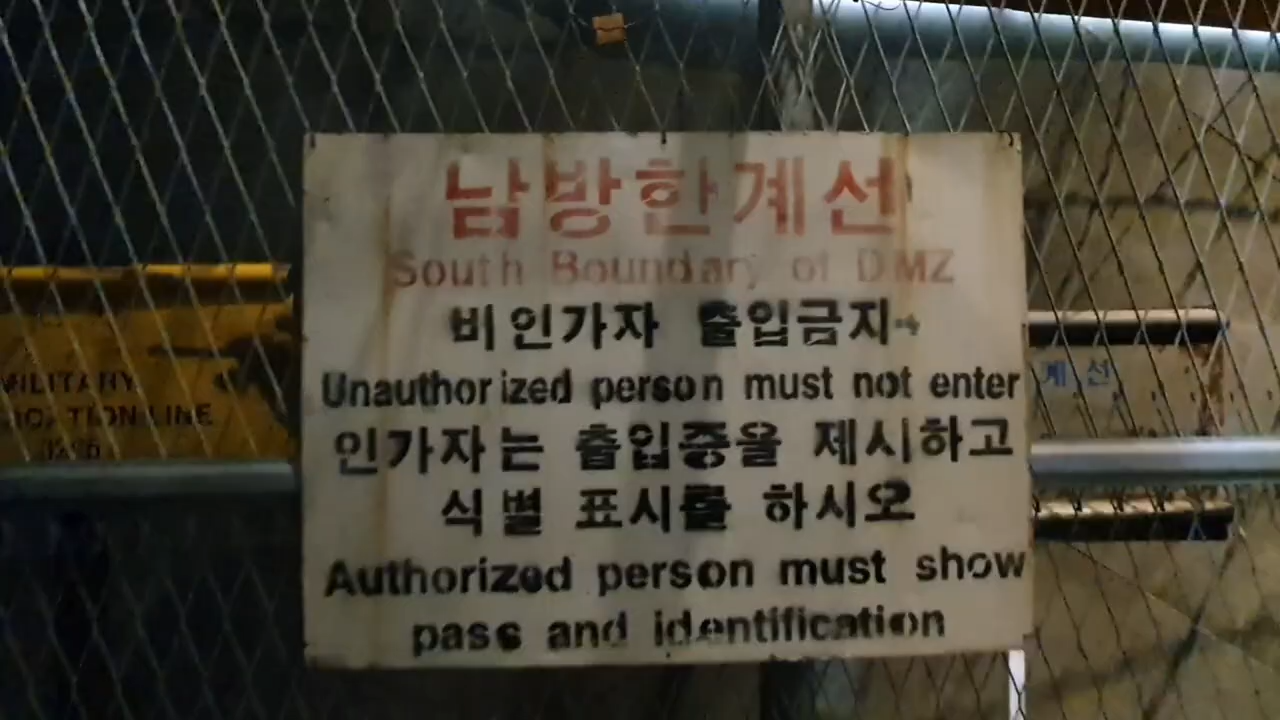 남방한계선
South Boundary of DMZ
비인가자 출입금지
Unauthorized person must not enter
인가자는 출입증을 제시하고
식별 표시를 하시오
Authorized person must show
pass and identification
MILITARY
LINE
계선